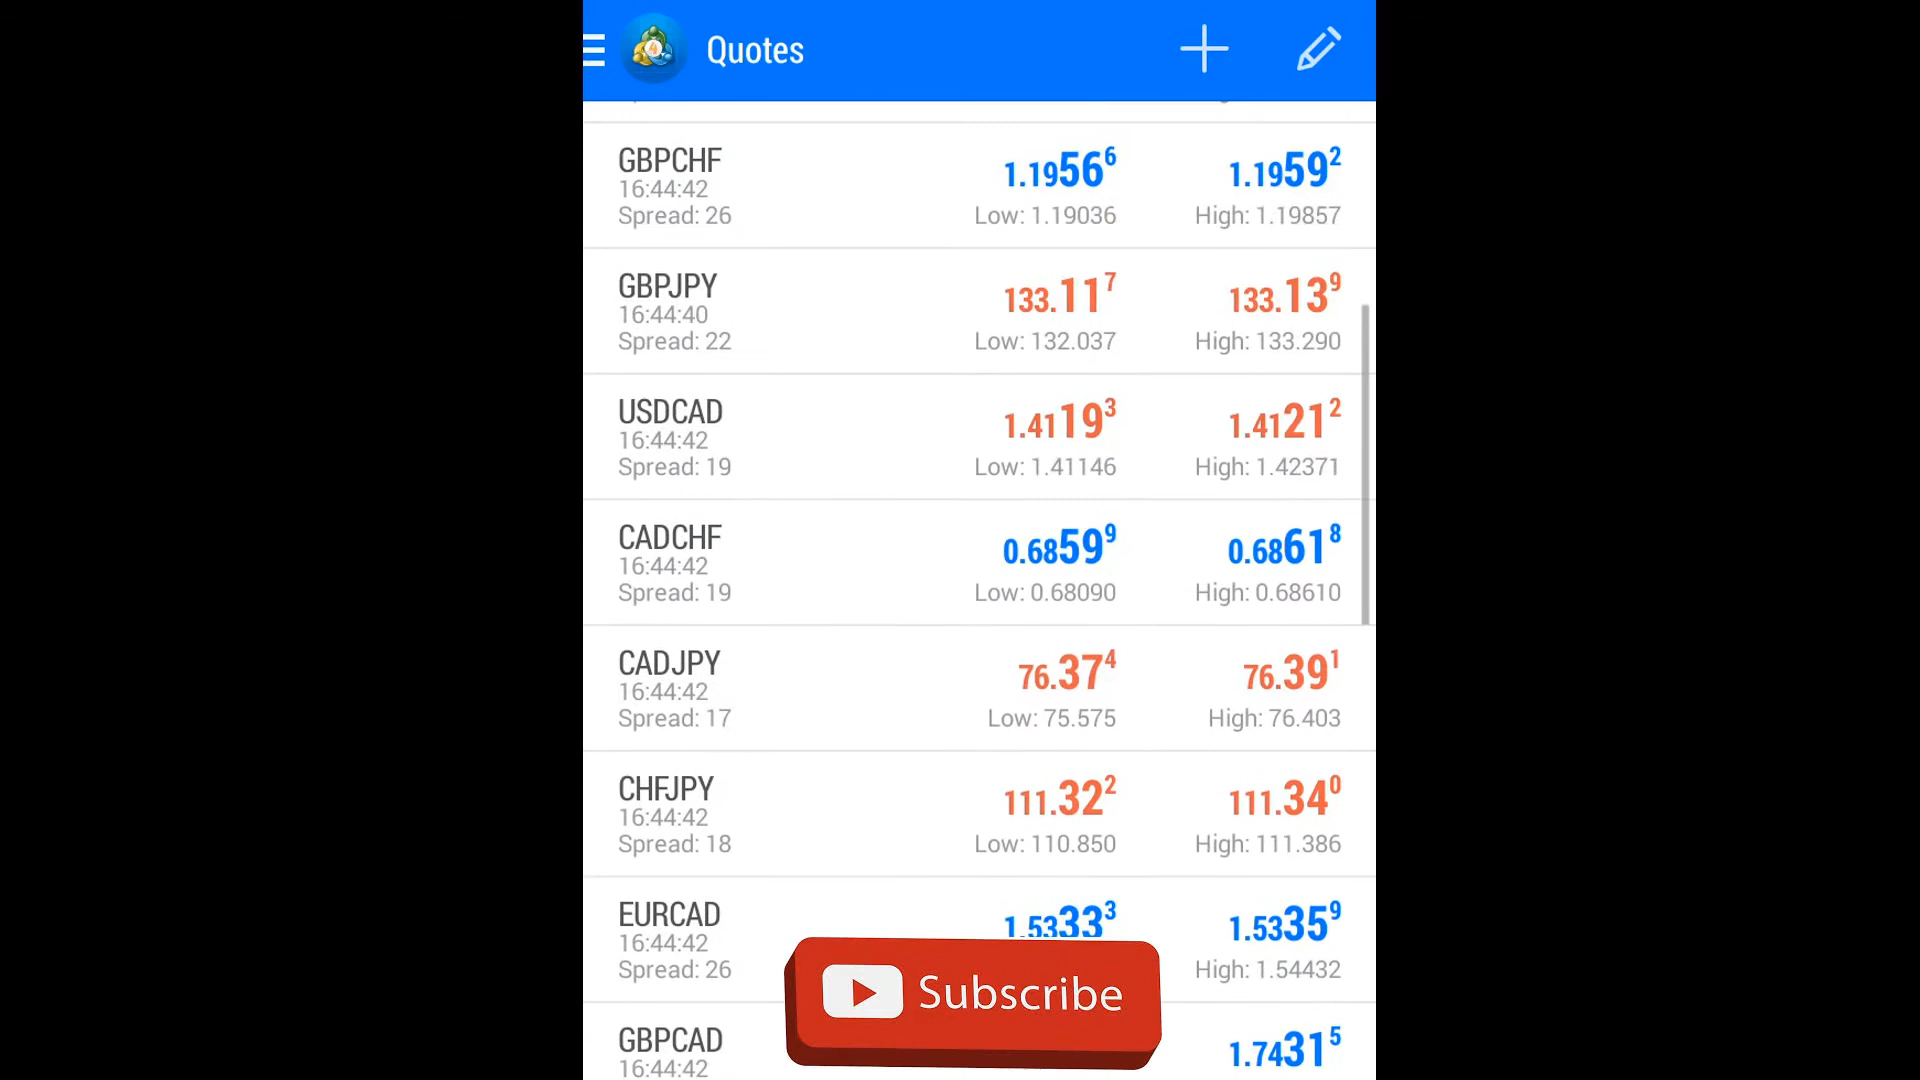 Quotes
GBPCHF
16:44:42
Spread: 26
1.19566
Low: 1.19036
1.19592
High: 1.19857
GBPJPY
16:44:40
Spread: 22
133.117
Low: 132.037
133.139
High: 133.290
USDCAD
16:44:42
Spread: 19
1.41193
Low: 1.41146
1.41212
High: 1.42371
CADCHF
16:44:42
Spread: 19
0.68599
Low: 0.68090
0.68618
High: 0.68610
CADJPY
16:44:42
Spread: 17
76.374
Low: 75.575
76.391
High: 76.403
CHFJPY
16:44:42
Spread: 18
111.322
Low: 110.850
111.340
High: 111.386
EURCAD
16:44:42
Spread: 26
1.53333
1.53359
High: 1.54432
Subscribe
GBPCAD
16:44:42
1.74315